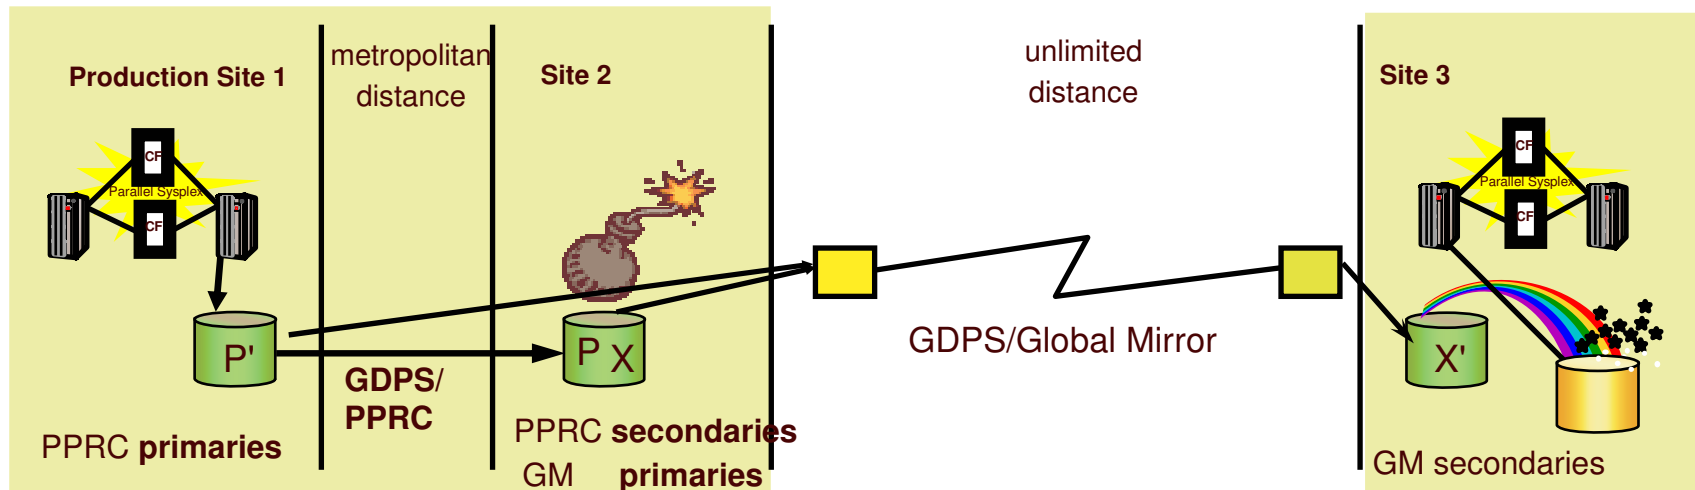 Production Site 1
metropolitan
distance
Site 2
unlimited
distance
Site 3
CF
Parallel Sysplex
CF
CF
Parallel Sysplex
CF
P'
P X
X'
GDPS/
PPRC
GDPS/Global Mirror
PPRC primaries
PPRC secondaries
GM primaries
GM secondaries